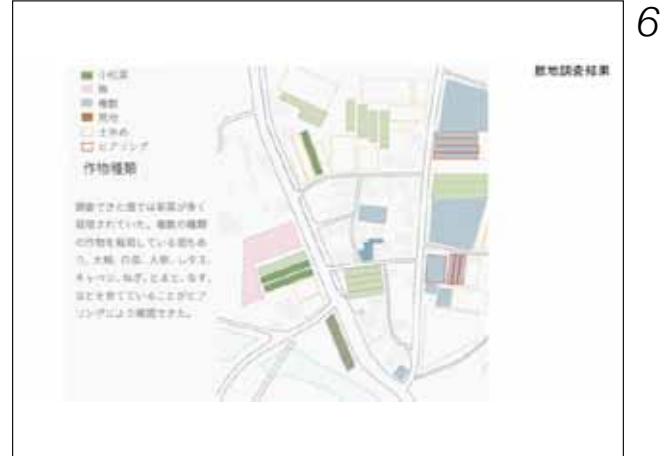 6
敷地調査結果
小松菜
梅
複数
荒地
土休め
ヒアリング
作物種類
調査できた畑では葉菜が多く
栽培されていた。複数の種類
の作物を栽培している畑もあ
り、大根、白菜、人参、レタス、
キャベツ、ねぎ、とまと、なす、
などを育てていることがヒア
リングにより確認できた。